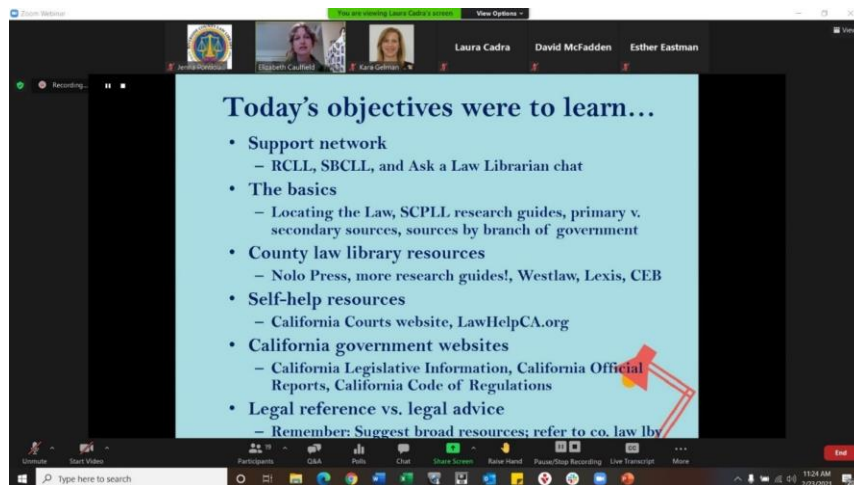 Zoom Webinar
You are viewing Laura Cadra's screen View Options
View
Elizabeth Caulfield
Kara Gelman
Laura Cadra
David McFadden
Esther Eastman
Recording...
Today's objectives were to learn…
• Support network
– RCLL, SBCLL, and Ask a Law Librarian chat
• The basics
– Locating the Law, SCPLL research guides, primary v.
secondary sources, sources by branch of government
• County law library resources
– Nolo Press, more research guides!, Westlaw, Lexis, CEB
• Self-help resources
– California Courts website, LawHelpCA.org
• California government websites
– California Legislative Information, California Official
Reports, California Code of Regulations
• Legal reference vs. legal advice
– Remember: Suggest broad resources; refer to co. law lby
Unmute
Start Video
Participants
Q&A
Polls
Chat
Share Screen
Raise Hand
Pause/Stop Recording
Live Transcript
More
End
Type here to search
11:24 AM